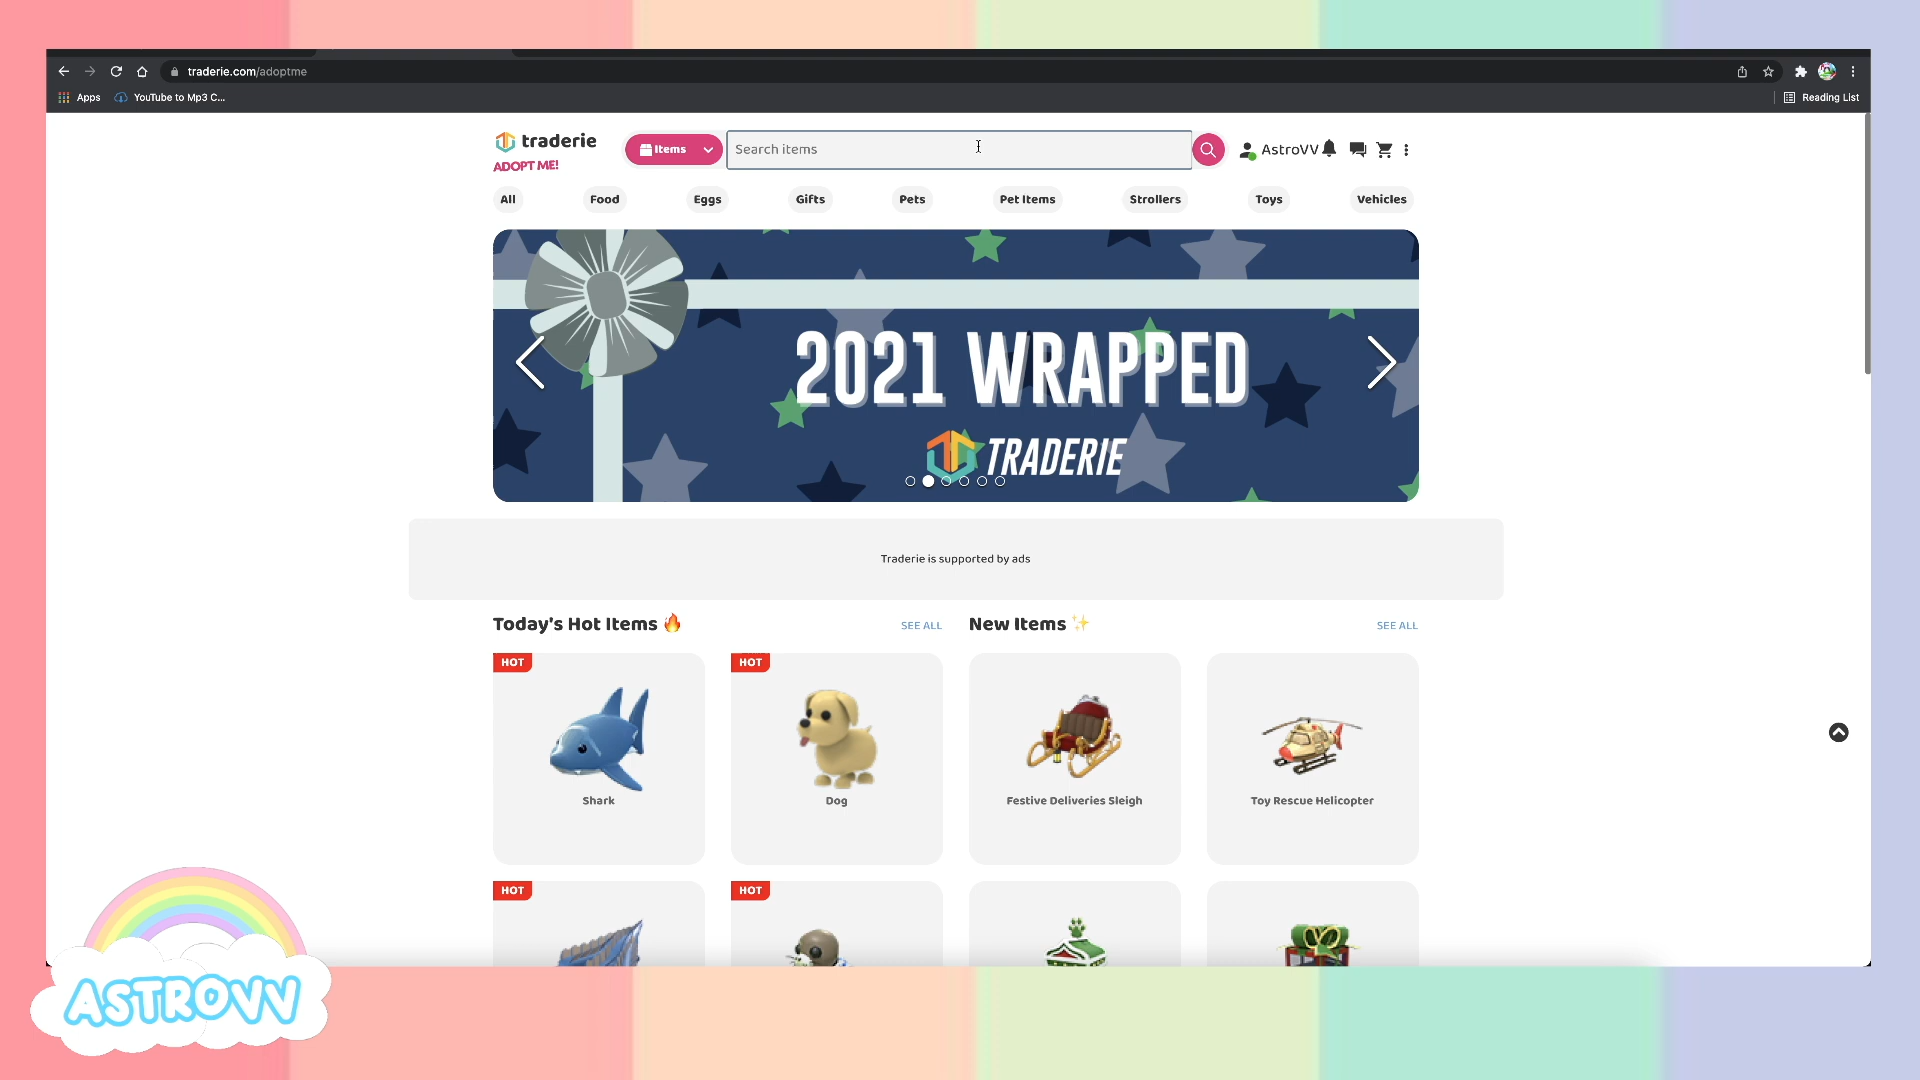 traderie.com/adoptme
Apps
YouTube to Mp3 C...
Reading List
traderie
ADOPT ME!
Items
Search items
AstroVV
All
Food
Eggs
Gifts
Pets
Pet Items
Strollers
Toys
Vehicles
2021 WRAPPED
TRADERIE
Traderie is supported by ads
Today's Hot Items
SEE ALL
New Items
SEE ALL
HOT
HOT
Shark
Dog
Festive Deliveries Sleigh
Toy Rescue Helicopter
HOT
HOT
ASTROVV